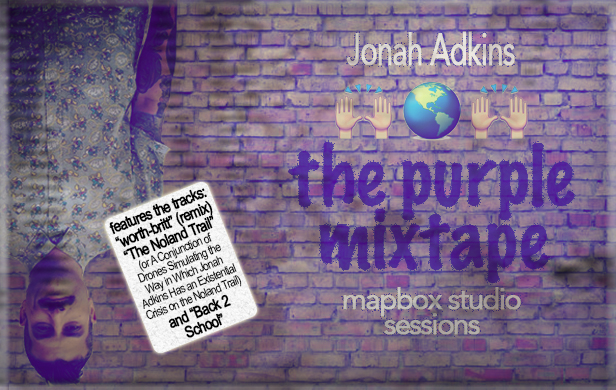 Jonah Adkins
🙌 🌎 🙌
the purple
mixtape
mapbox studio
sessions
features the tracks:
"worth-britt" (remix)
"The Noland Trail"
(or A Conjunction of
Drones Simulating the
Way in Which Jonah
Adkins Has an Existential
Crisis on the Noland Trail)
and "Back 2
School"